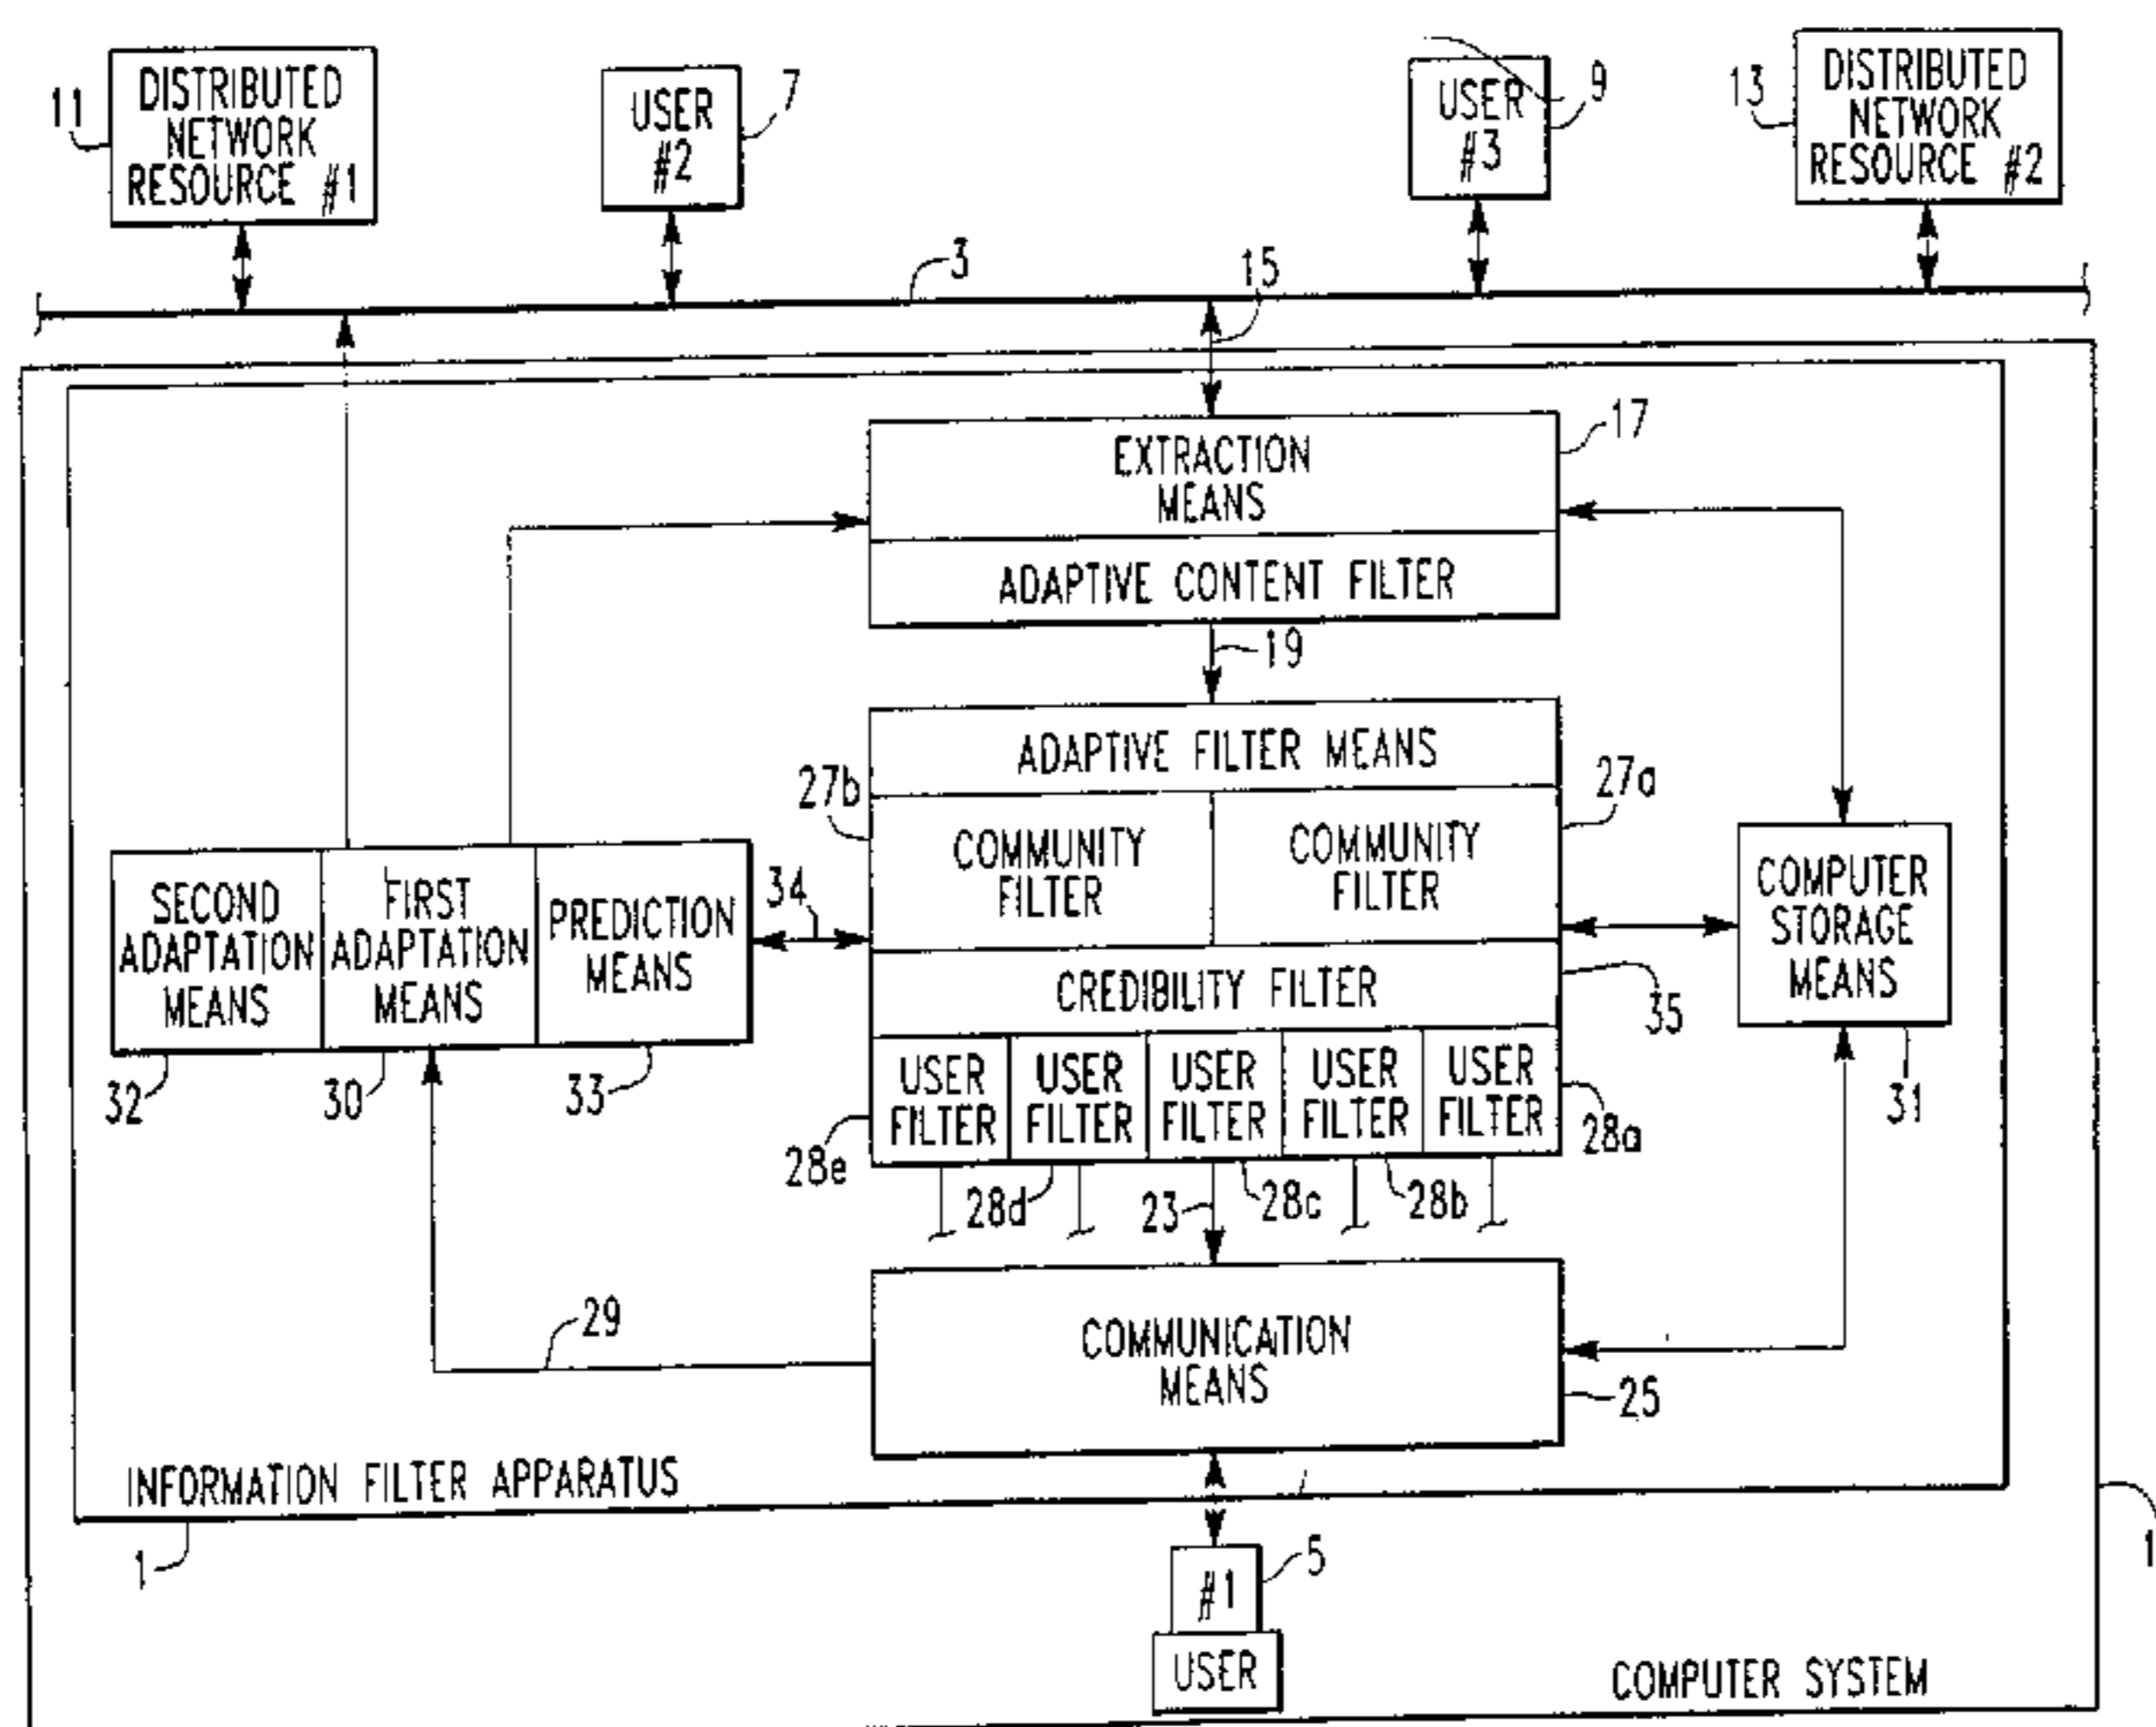 11
DISTRIBUTED
NETWORK
RESOURCE #1
USER
#2
7
USER
#3
9
13
DISTRIBUTED
NETWORK
RESOURCE #2
3
15
EXTRACTION
MEANS
17
ADAPTIVE CONTENT FILTER
19
ADAPTIVE FILTER MEANS
27b
COMMUNITY
FILTER
COMMUNITY
FILTER
27a
SECOND
ADAPTATION
MEANS
FIRST
ADAPTATION
MEANS
PREDICTION
MEANS
34
COMPUTER
STORAGE
MEANS
CREDIBILITY FILTER
35
32
30
33
31
USER
FILTER
USER
FILTER
USER
FILTER
USER
FILTER
USER
FILTER
28e
28d
23
28c
28b
28a
29
COMMUNICATION
MEANS
25
INFORMATION FILTER APPARATUS
1
1
5
#1
USER
COMPUTER SYSTEM